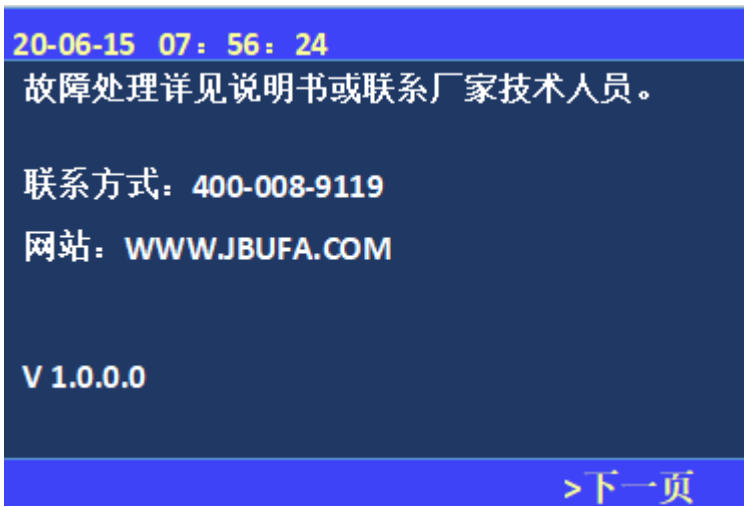 20-06-15 07：56：24
故障处理详见说明书或联系厂家技术人员。
联系方式：400-008-9119
网站：WWW.JBUFA.COM
V 1.0.0.0
>下一页